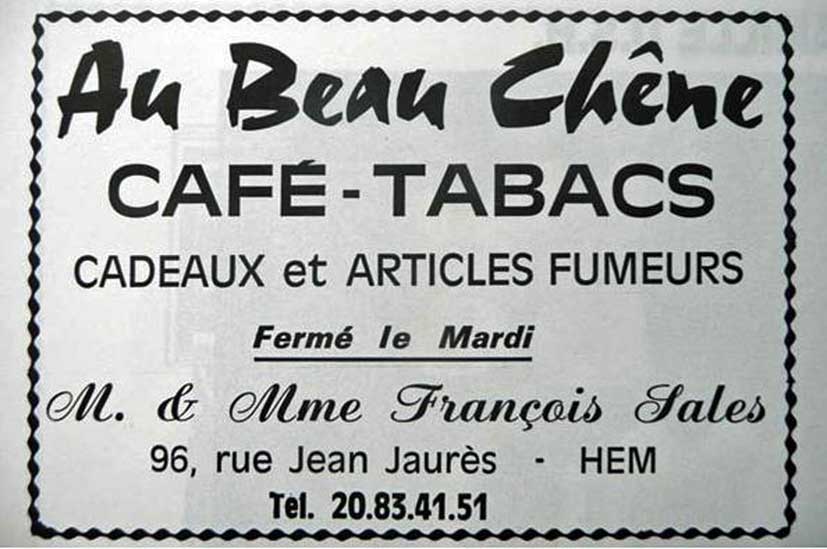 Au Beau Chêne
CAFÉ - TABACS
CADEAUX et ARTICLES FUMEURS
Fermé le Mardi
M. & Mme François Sales
96, rue Jean Jaurès - HEM
Tél. 20.83.41.51